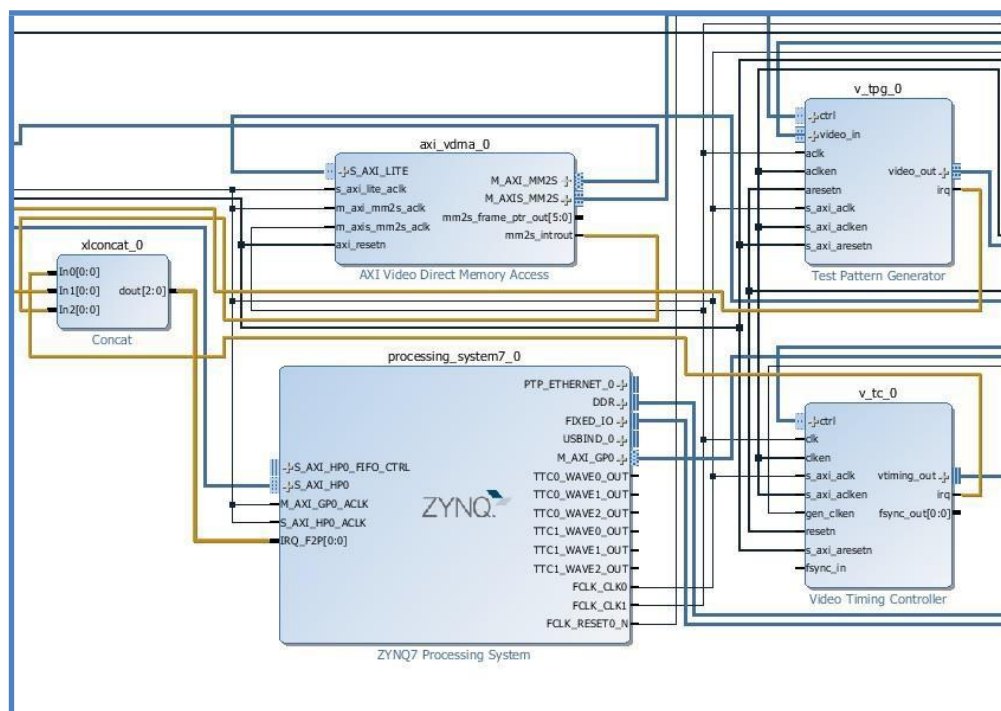 axi_vdma_0
S_AXI_LITE
s_axi_lite_aclk
m_axi_mm2s_aclk
m_axis_mm2s_aclk
axi_resetn
M_AXI_MM2S
M_AXIS_MM2S
mm2s_frame_ptr_out[5:0]
mm2s_introut
AXI Video Direct Memory Access
v_tpg_0
ctrl
video_in
aclk
aclken
aresetn
s_axi_aclk
s_axi_aclken
s_axi_aresetn
video_out
irq
Test Pattern Generator
xlconcat_0
In0[0:0]
In1[0:0]
In2[0:0]
dout[2:0]
Concat
processing_system7_0
S_AXI_HP0_FIFO_CTRL
S_AXI_HP0
M_AXI_GP0_ACLK
S_AXI_HP0_ACLK
IRQ_F2P[0:0]
ZYNQ.
PTP_ETHERNET_0
DDR
FIXED_IO
USBIND_0
M_AXI_GP0
TTC0_WAVE0_OUT
TTC0_WAVE1_OUT
TTC0_WAVE2_OUT
TTC1_WAVE0_OUT
TTC1_WAVE1_OUT
TTC1_WAVE2_OUT
FCLK_CLK0
FCLK_CLK1
FCLK_RESET0_N
ZYNQ7 Processing System
v_tc_0
ctrl
clk
clken
s_axi_aclk
s_axi_aclken
gen_clken
resetn
s_axi_aresetn
fsync_in
vtiming_out
irq
fsync_out[0:0]
Video Timing Controller